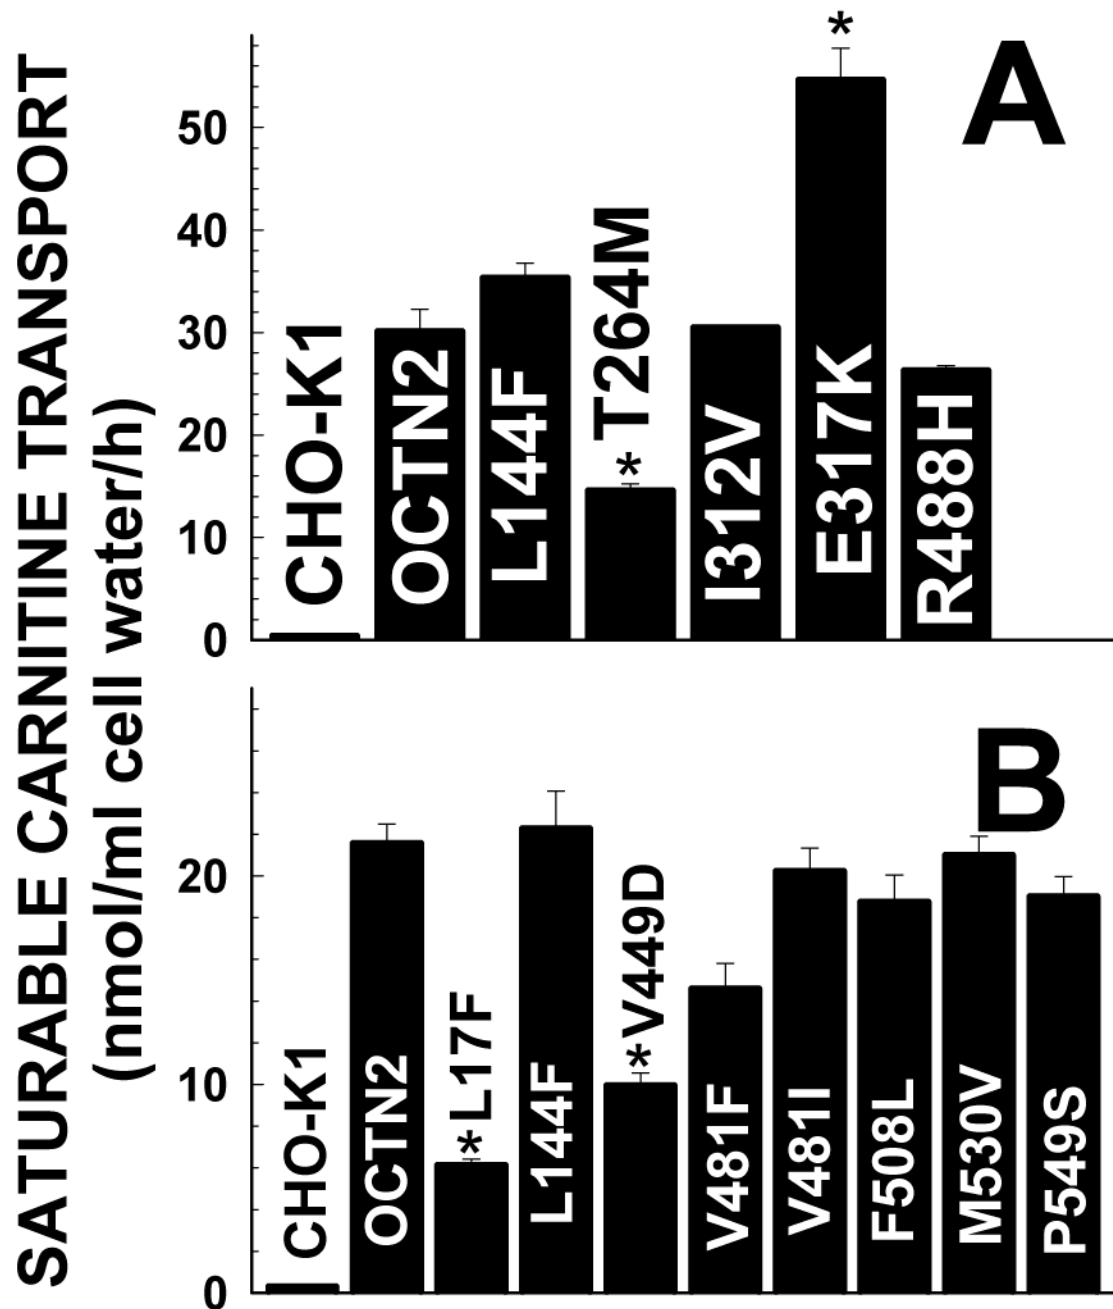 SATURABLE CARNITINE TRANSPORT
(nmol/ml cell water/h)
A
50
40
30
20
10
0
CHO-K1
OCTN2
L144F
*T264M
I312V
*
E317K
R488H
B
20
10
0
CHO-K1
OCTN2
*L17F
L144F
*V449D
V481F
V481I
F508L
M530V
P549S